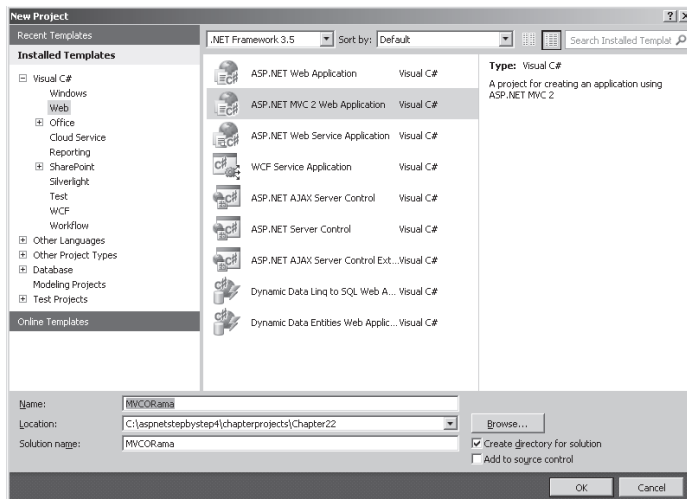 New Project
Recent Templates
.NET Framework 3.5
Sort by:
Default
Search Installed Templat
Installed Templates
Visual C#
Windows
Web
Office
Cloud Service
Reporting
SharePoint
Silverlight
Test
WCF
Workflow
Other Languages
Other Project Types
Database
Modeling Projects
Test Projects
Online Templates
ASP.NET Web Application Visual C#
ASP.NET MVC 2 Web Application Visual C#
ASP.NET Web Service Application Visual C#
WCF Service Application Visual C#
ASP.NET AJAX Server Control Visual C#
ASP.NET Server Control Visual C#
ASP.NET AJAX Server Control Ext...Visual C#
Dynamic Data Linq to SQL Web A... Visual C#
Dynamic Data Entities Web Applic... Visual C#
Type: Visual C#
A project for creating an application using
ASP.NET MVC 2
Name: MVCORama
Location: C:\aspnetstepbystep4\chapterprojects\Chapter22
Browse...
Solution name: MVCORama
Create directory for solution
Add to source control
OK
Cancel